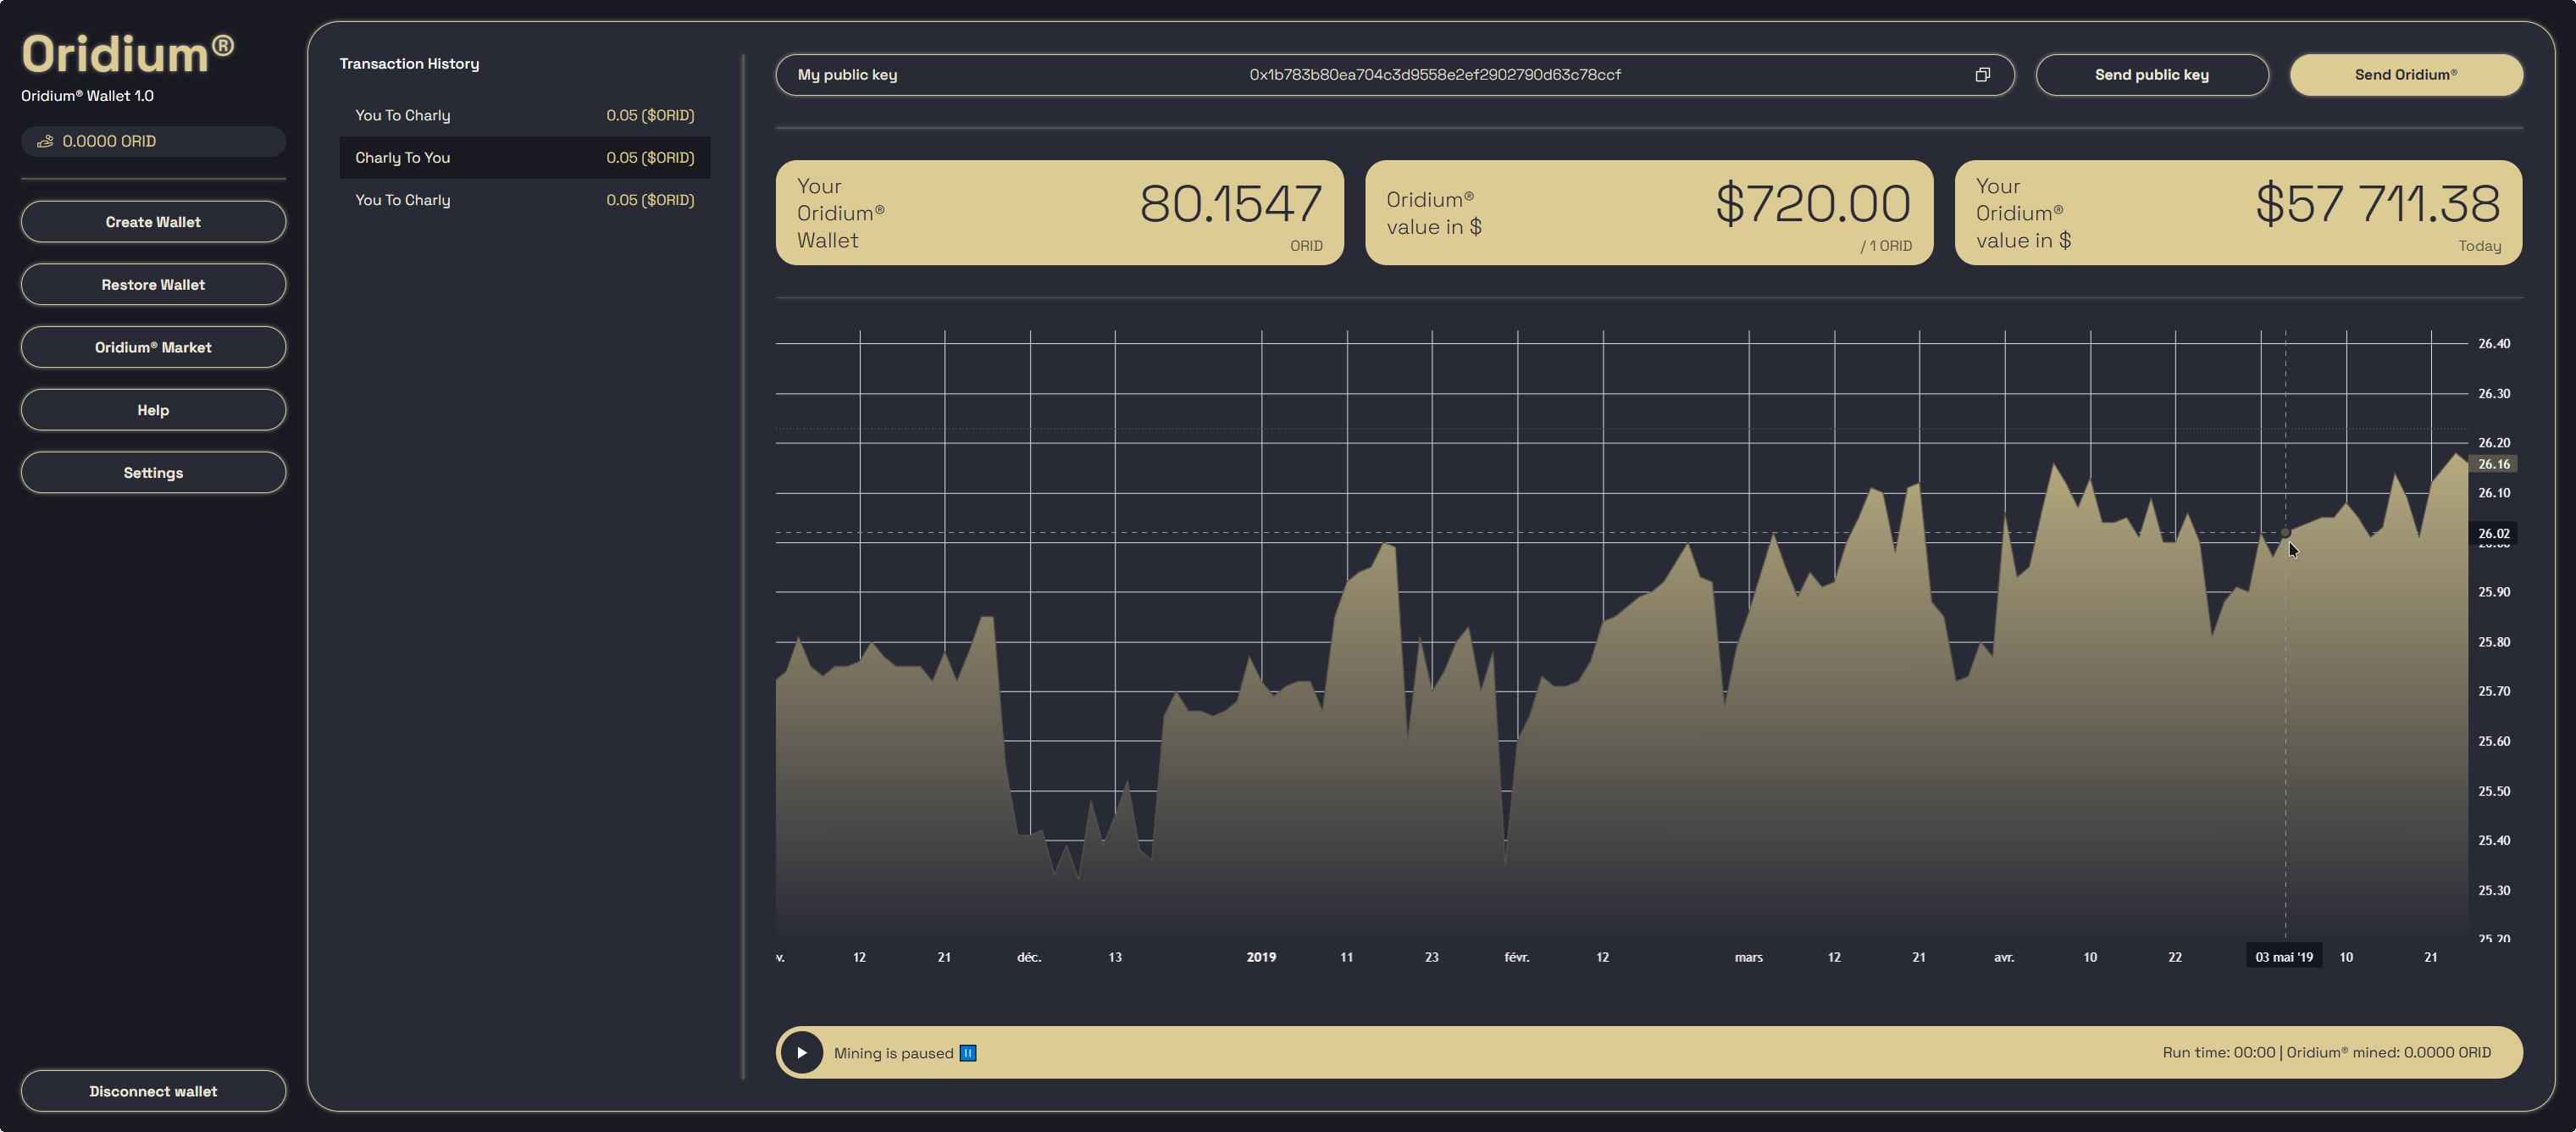 Oridium®
Oridium® Wallet 1.0
0.0000 ORID
Create Wallet
Restore Wallet
Oridium® Market
Help
Settings
Disconnect wallet
Transaction History
You To Charly 0.05 ($ORID)
Charly To You 0.05 ($ORID)
You To Charly 0.05 ($ORID)
My public key 0x1b783b80ea704c3d9558e2ef2902790d63c78ccf
Send public key
Send Oridium®
Your
Oridium®
Wallet
80.1547
ORID
Oridium®
value in $
$720.00
/ 1 ORID
Your
Oridium®
value in $
$57 711.38
Today
26.40
26.30
26.20
26.16
26.10
26.02
25.90
25.80
25.70
25.60
25.50
25.40
25.30
25.20
v. 12 21 déc. 13 2019 11 23 févr. 12 mars 12 21 avr. 10 22 03 mai '19 10 21
Mining is paused
Run time: 00:00 | Oridium® mined: 0.0000 ORID